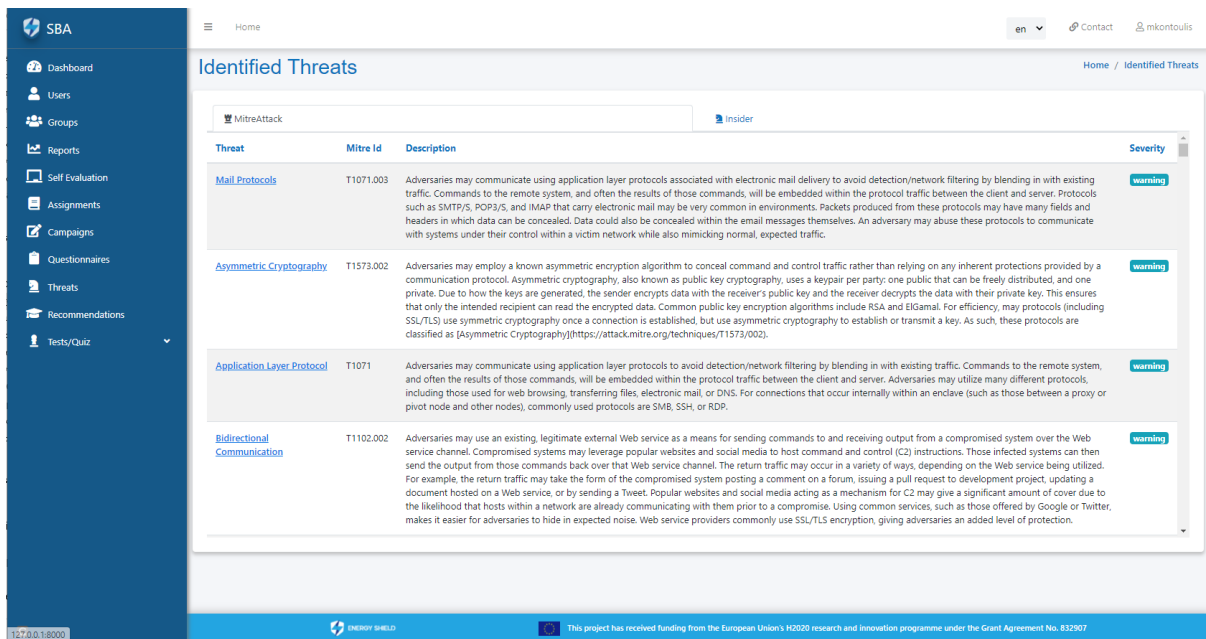 SBA
Home
en
Contact
mkontoulis
Dashboard
Users
Groups
Reports
Self Evaluation
Assignments
Campaigns
Questionnaires
Threats
Recommendations
Tests/Quiz
Identified Threats
Home / Identified Threats
MitreAttack
Insider
Threat Mitre Id Description Severity
Mail Protocols T1071.003 Adversaries may communicate using application layer protocols associated with electronic mail delivery to avoid detection/network filtering by blending in with existing warning
traffic. Commands to the remote system, and often the results of those commands, will be embedded within the protocol traffic between the client and server. Protocols
such as SMTP/S, POP3/S, and IMAP that carry electronic mail may be very common in environments. Packets produced from these protocols may have many fields and
headers in which data can be concealed. Data could also be concealed within the email messages themselves. An adversary may abuse these protocols to communicate
with systems under their control within a victim network while also mimicking normal, expected traffic.
Asymmetric Cryptography T1573.002 Adversaries may employ a known asymmetric encryption algorithm to conceal command and control traffic rather than relying on any inherent protections provided by a warning
communication protocol. Asymmetric cryptography, also known as public key cryptography, uses a keypair per party: one public that can be freely distributed, and one
private. Due to how the keys are generated, the sender encrypts data with the receiver's public key and the receiver decrypts the data with their private key. This ensures
that only the intended recipient can read the encrypted data. Common public key encryption algorithms include RSA and ElGamal. For efficiency, may protocols (including
SSL/TLS) use symmetric cryptography once a connection is established, but use asymmetric cryptography to establish or transmit a key. As such, these protocols are
classified as [Asymmetric Cryptography](https://attack.mitre.org/techniques/T1573/002).
Application Layer Protocol T1071 Adversaries may communicate using application layer protocols to avoid detection/network filtering by blending in with existing traffic. Commands to the remote system, warning
and often the results of those commands, will be embedded within the protocol traffic between the client and server. Adversaries may utilize many different protocols,
including those used for web browsing, transferring files, electronic mail, or DNS. For connections that occur internally within an enclave (such as those between a proxy or
pivot node and other nodes), commonly used protocols are SMB, SSH, or RDP.
Bidirectional T1102.002 Adversaries may use an existing, legitimate external Web service as a means for sending commands to and receiving output from a compromised system over the Web warning
Communication service channel. Compromised systems may leverage popular websites and social media to host command and control (C2) instructions. Those infected systems can then
send the output from those commands back over that Web service channel. The return traffic may occur in a variety of ways, depending on the Web service being utilized.
For example, the return traffic may take the form of the compromised system posting a comment on a forum, issuing a pull request to development project, updating a
document hosted on a Web service, or by sending a Tweet. Popular websites and social media acting as a mechanism for C2 may give a significant amount of cover due to
the likelihood that hosts within a network are already communicating with them prior to a compromise. Using common services, such as those offered by Google or Twitter,
makes it easier for adversaries to hide in expected noise. Web service providers commonly use SSL/TLS encryption, giving adversaries an added level of protection.
127.0.0.1:8000
ENERGY SHIELD
This project has received funding from the European Union's H2020 research and innovation programme under the Grant Agreement No. 832907